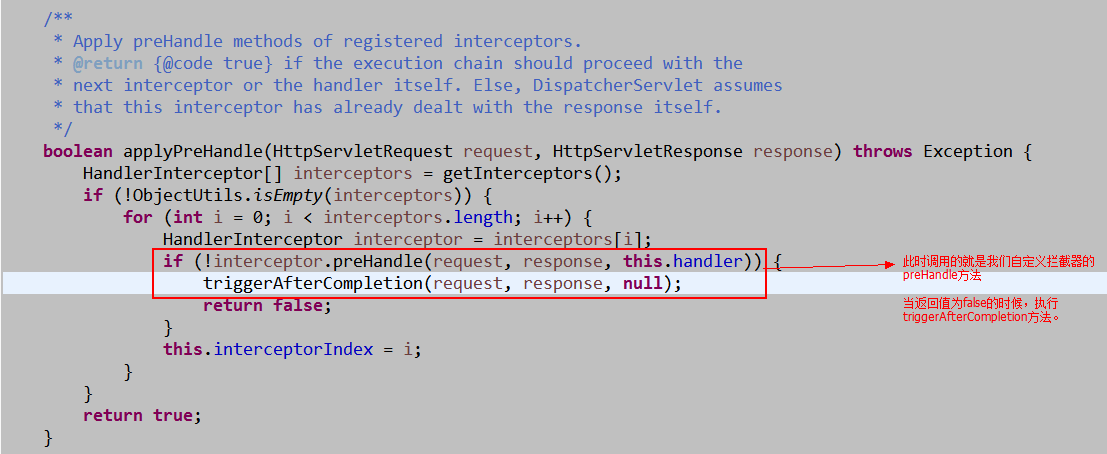 /**
 * Apply preHandle methods of registered interceptors.
 * @return {@code true} if the execution chain should proceed with the
 * next interceptor or the handler itself. Else, DispatcherServlet assumes
 * that this interceptor has already dealt with the response itself.
 */
boolean applyPreHandle(HttpServletRequest request, HttpServletResponse response) throws Exception {
    HandlerInterceptor[] interceptors = getInterceptors();
    if (!ObjectUtils.isEmpty(interceptors)) {
        for (int i = 0; i < interceptors.length; i++) {
            HandlerInterceptor interceptor = interceptors[i];
            if (!interceptor.preHandle(request, response, this.handler)) {
                triggerAfterCompletion(request, response, null);
                return false;
            }
            this.interceptorIndex = i;
        }
    }
    return true;
}
此时调用的就是我们自定义拦截器的
preHandle方法
当返回值为false的时候，执行
triggerAfterCompletion方法。